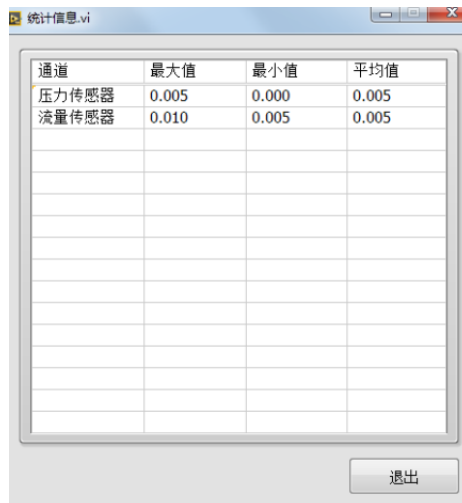 统计信息.vi
通道 最大值 最小值 平均值
压力传感器 0.005 0.000 0.005
流量传感器 0.010 0.005 0.005
退出